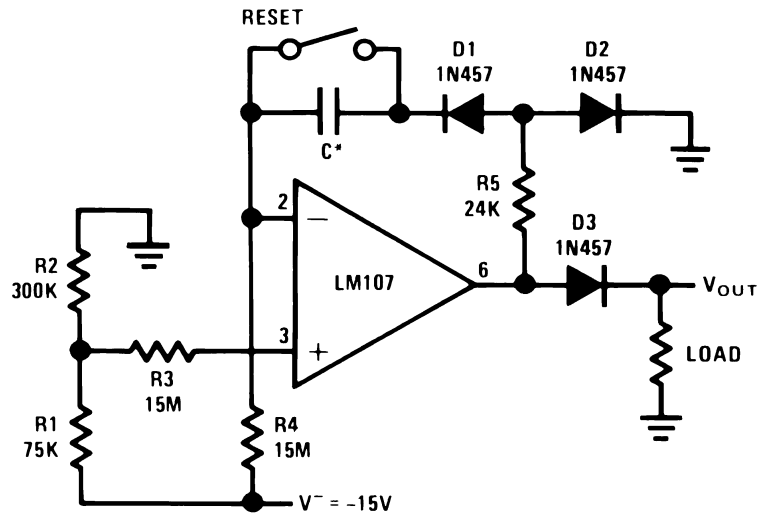 RESET
D1
1N457
D2
1N457
C*
R5
24K
2
−
LM107
6
D3
1N457
VOUT
R2
300K
3
+
R3
15M
LOAD
R1
75K
R4
15M
V− = −15V